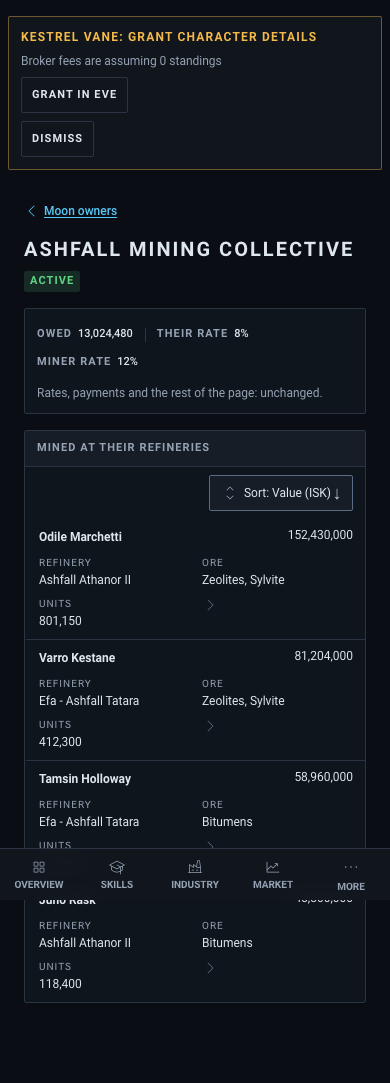 KESTREL VANE: GRANT CHARACTER DETAILS
Broker fees are assuming 0 standings
GRANT IN EVE
DISMISS
Moon owners
ASHFALL MINING COLLECTIVE
ACTIVE
OWED 13,024,480 THEIR RATE 8%
MINER RATE 12%
Rates, payments and the rest of the page: unchanged.
MINED AT THEIR REFINERIES
Sort: Value (ISK) ↓
Odile Marchetti 152,430,000
REFINERY ORE
Ashfall Athanor II Zeolites, Sylvite
UNITS
801,150
Varro Kestane 81,204,000
REFINERY ORE
Efa - Ashfall Tatara Zeolites, Sylvite
UNITS
412,300
Tamsin Holloway 58,960,000
REFINERY ORE
Efa - Ashfall Tatara Bitumens
UNITS
OVERVIEW SKILLS INDUSTRY MARKET MORE
Juno Rask
REFINERY ORE
Ashfall Athanor II Bitumens
UNITS
118,400